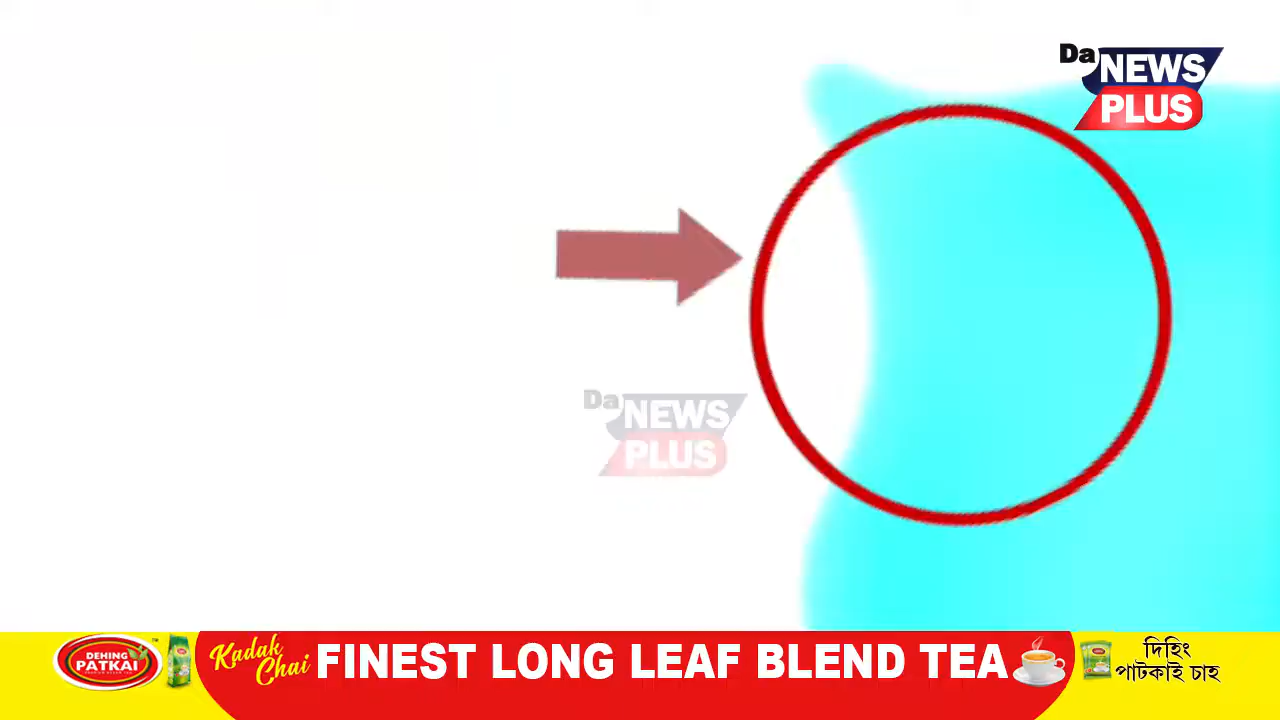 Da
NEWS
PLUS
Da
NEWS
PLUS
DEHING
PATKAI
Kadak
Chai
FINEST LONG LEAF BLEND TEA
দিহিং
পাটকাই চাহ